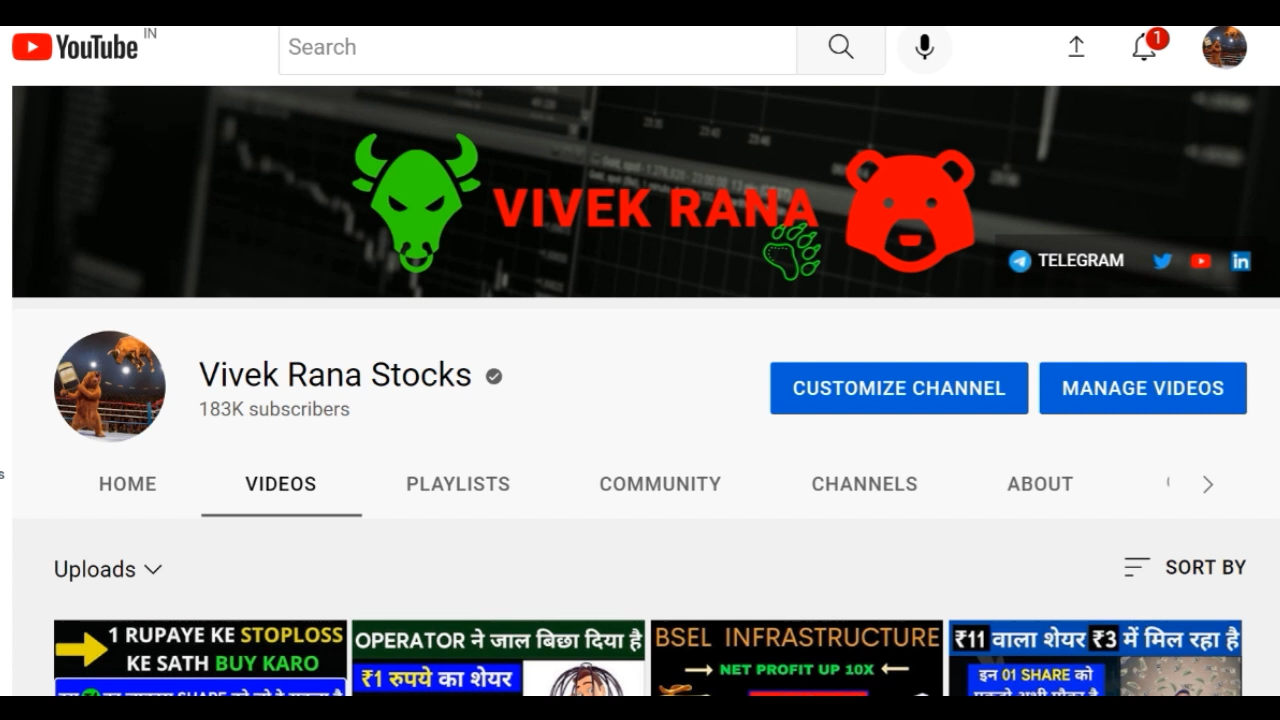 YouTube IN
Search
1
VIVEK RANA
TELEGRAM
in
Vivek Rana Stocks
183K subscribers
CUSTOMIZE CHANNEL
MANAGE VIDEOS
HOME
VIDEOS
PLAYLISTS
COMMUNITY
CHANNELS
ABOUT
Uploads
SORT BY
1 RUPAYE KE STOPLOSS
KE SATH BUY KARO
OPERATOR ने जाल बिछा दिया है
₹1 रुपये का शेयर
BSEL INFRASTRUCTURE
NET PROFIT UP 10X
₹11 वाला शेयर ₹3 में मिल रहा है
इन 01 SHARE को